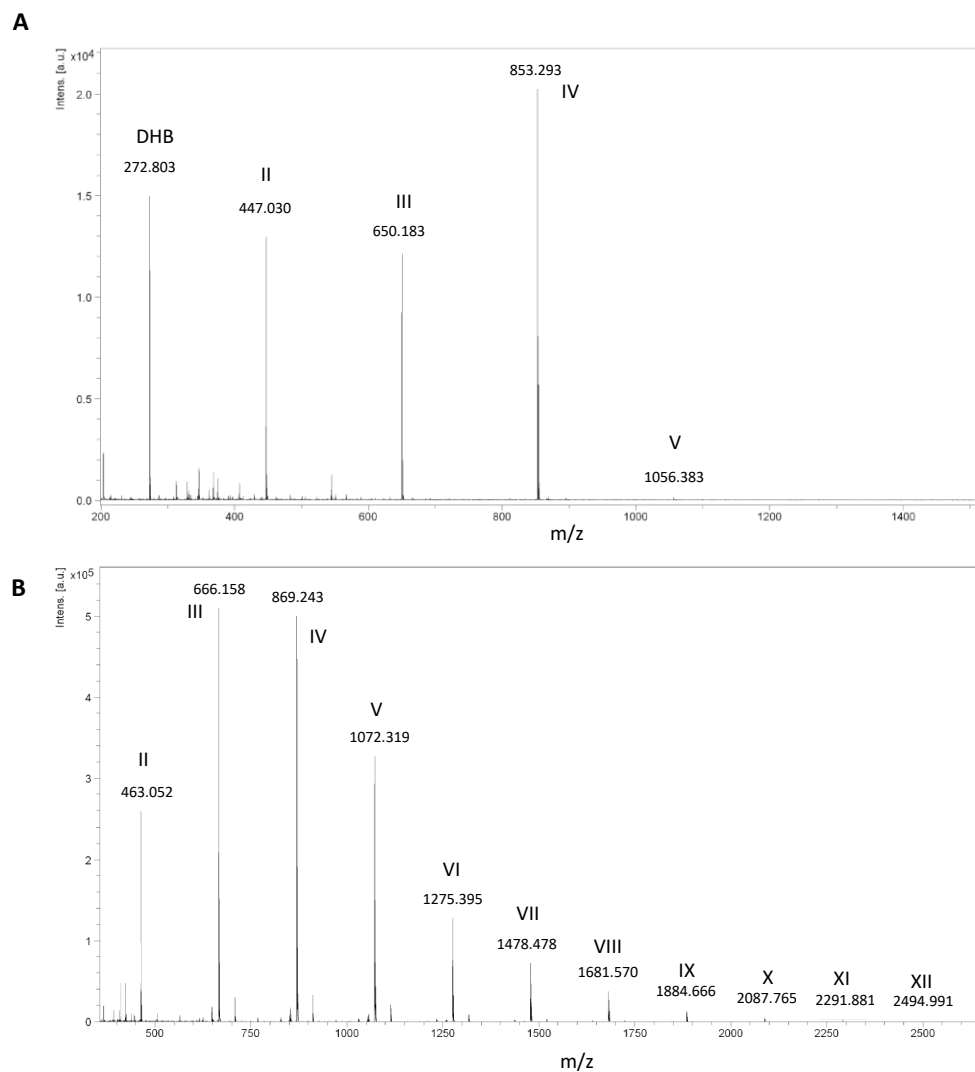 A
Intens. [a.u.]
x10⁴
2.0
1.5
1.0
0.5
0.0
DHB
272.803
II
447.030
III
650.183
853.293
IV
V
1056.383
200 400 600 800 1000 1200 1400
m/z
B
Intens. [a.u.]
x10⁵
5
4
3
2
1
0
II
463.052
666.158
III
869.243
IV
V
1072.319
VI
1275.395
VII
1478.478
VIII
1681.570
IX
1884.666
X
2087.765
XI
2291.881
XII
2494.991
500 750 1000 1250 1500 1750 2000 2250 2500
m/z